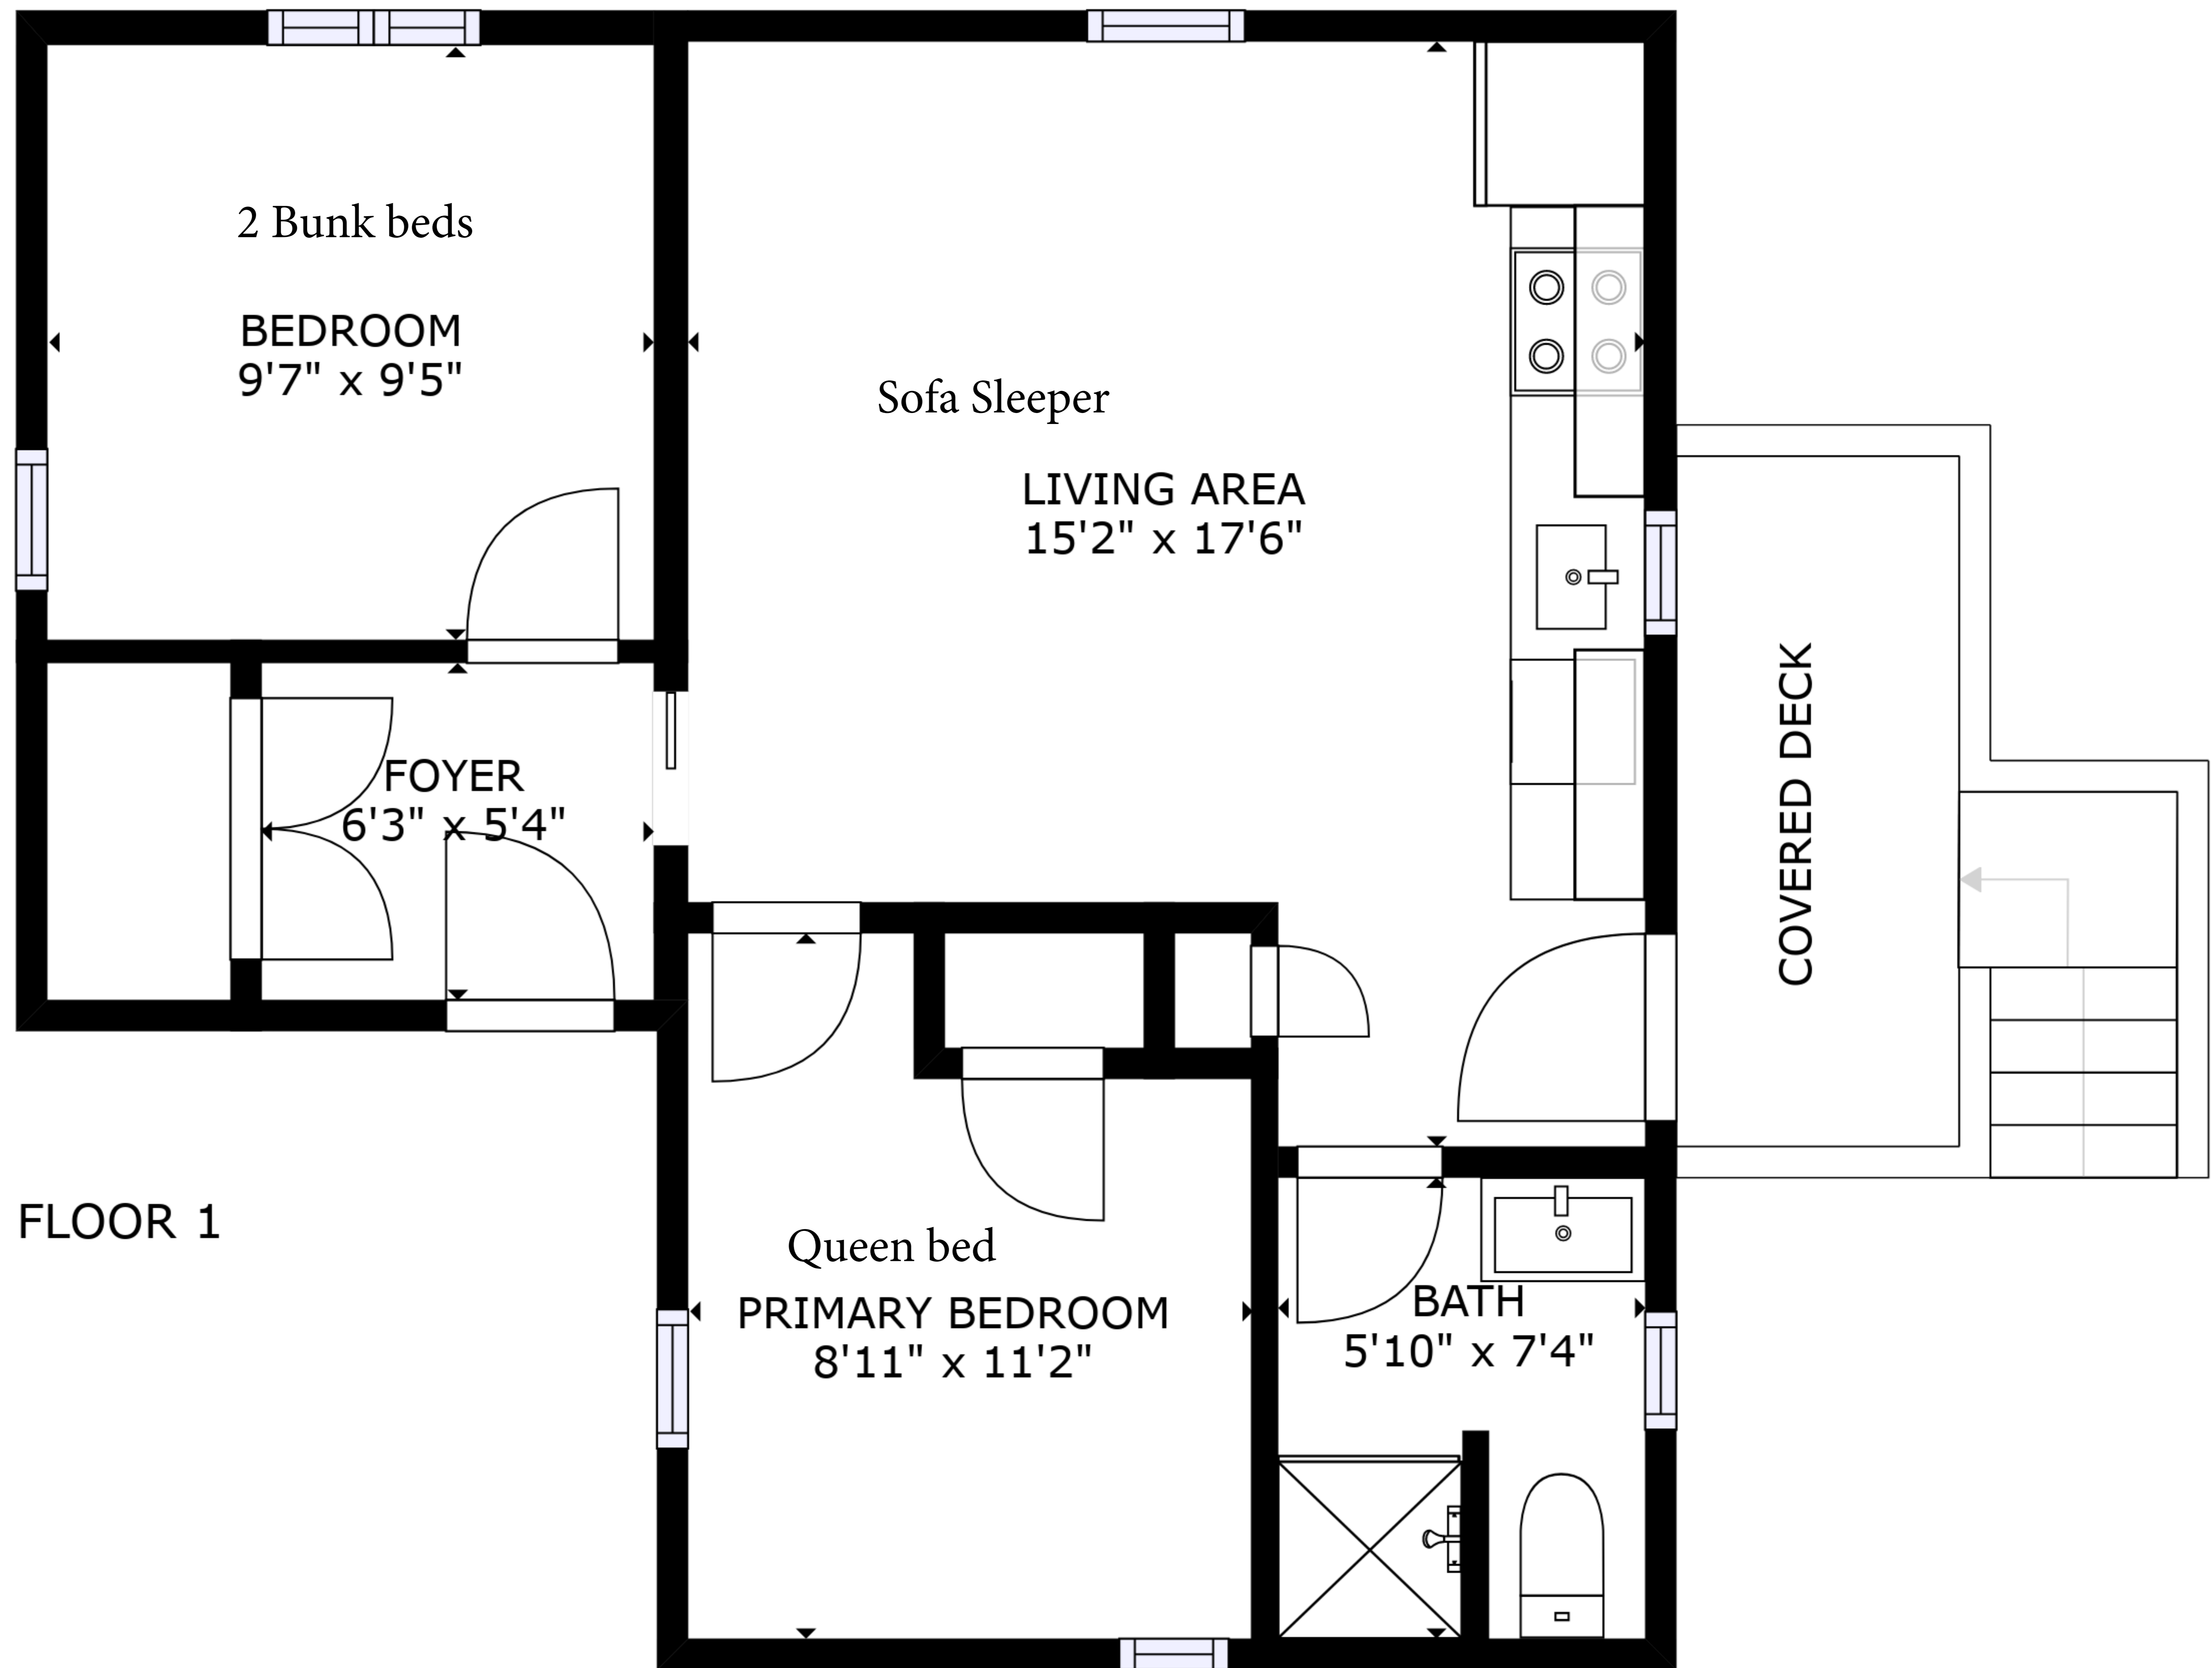 2 Bunk beds
BEDROOM
9'7" x 9'5"
Sofa Sleeper
LIVING AREA
15'2" x 17'6"
FOYER
6'3" x 5'4"
COVERED DECK
FLOOR 1
Queen bed
PRIMARY BEDROOM
8'11" x 11'2"
BATH
5'10" x 7'4"